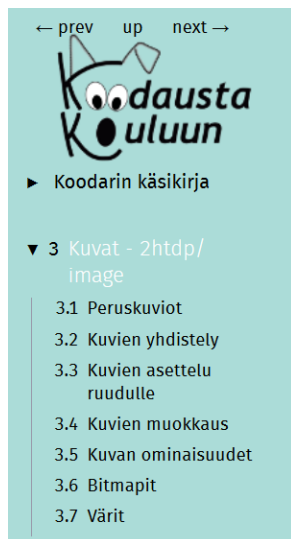 ← prev up next →
Koodausta
Kouluun
► Koodarin käsikirja
▼ 3 Kuvat - 2htdp/
image
3.1 Peruskuviot
3.2 Kuvien yhdistely
3.3 Kuvien asettelu
ruudulle
3.4 Kuvien muokkaus
3.5 Kuvan ominaisuudet
3.6 Bitmapit
3.7 Värit